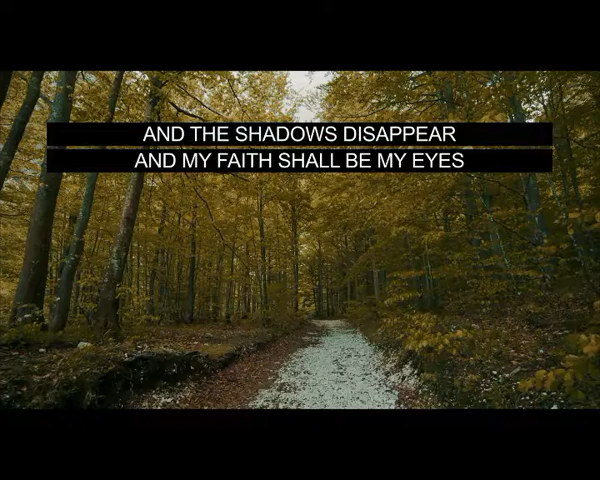 AND THE SHADOWS DISAPPEAR
AND MY FAITH SHALL BE MY EYES